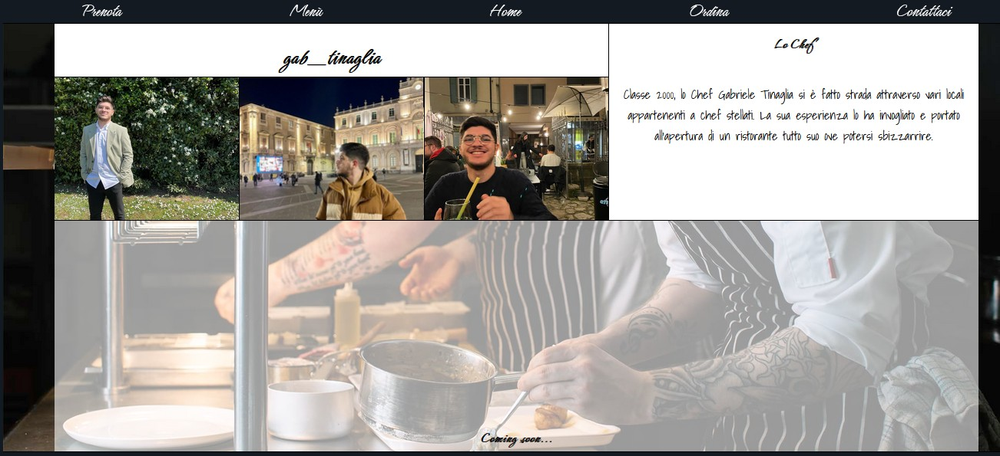 Prenota Menù Home Ordina Contattaci
gab__tinaglia
Lo Chef
Classe 2000, lo Chef Gabriele Tinaglia si è fatto strada attraverso vari locali
appartenenti a chef stellati. La sua esperienza lo ha invogliato e portato
all'apertura di un ristorante tutto suo ove potersi sbizzarrire.
Coming soon...